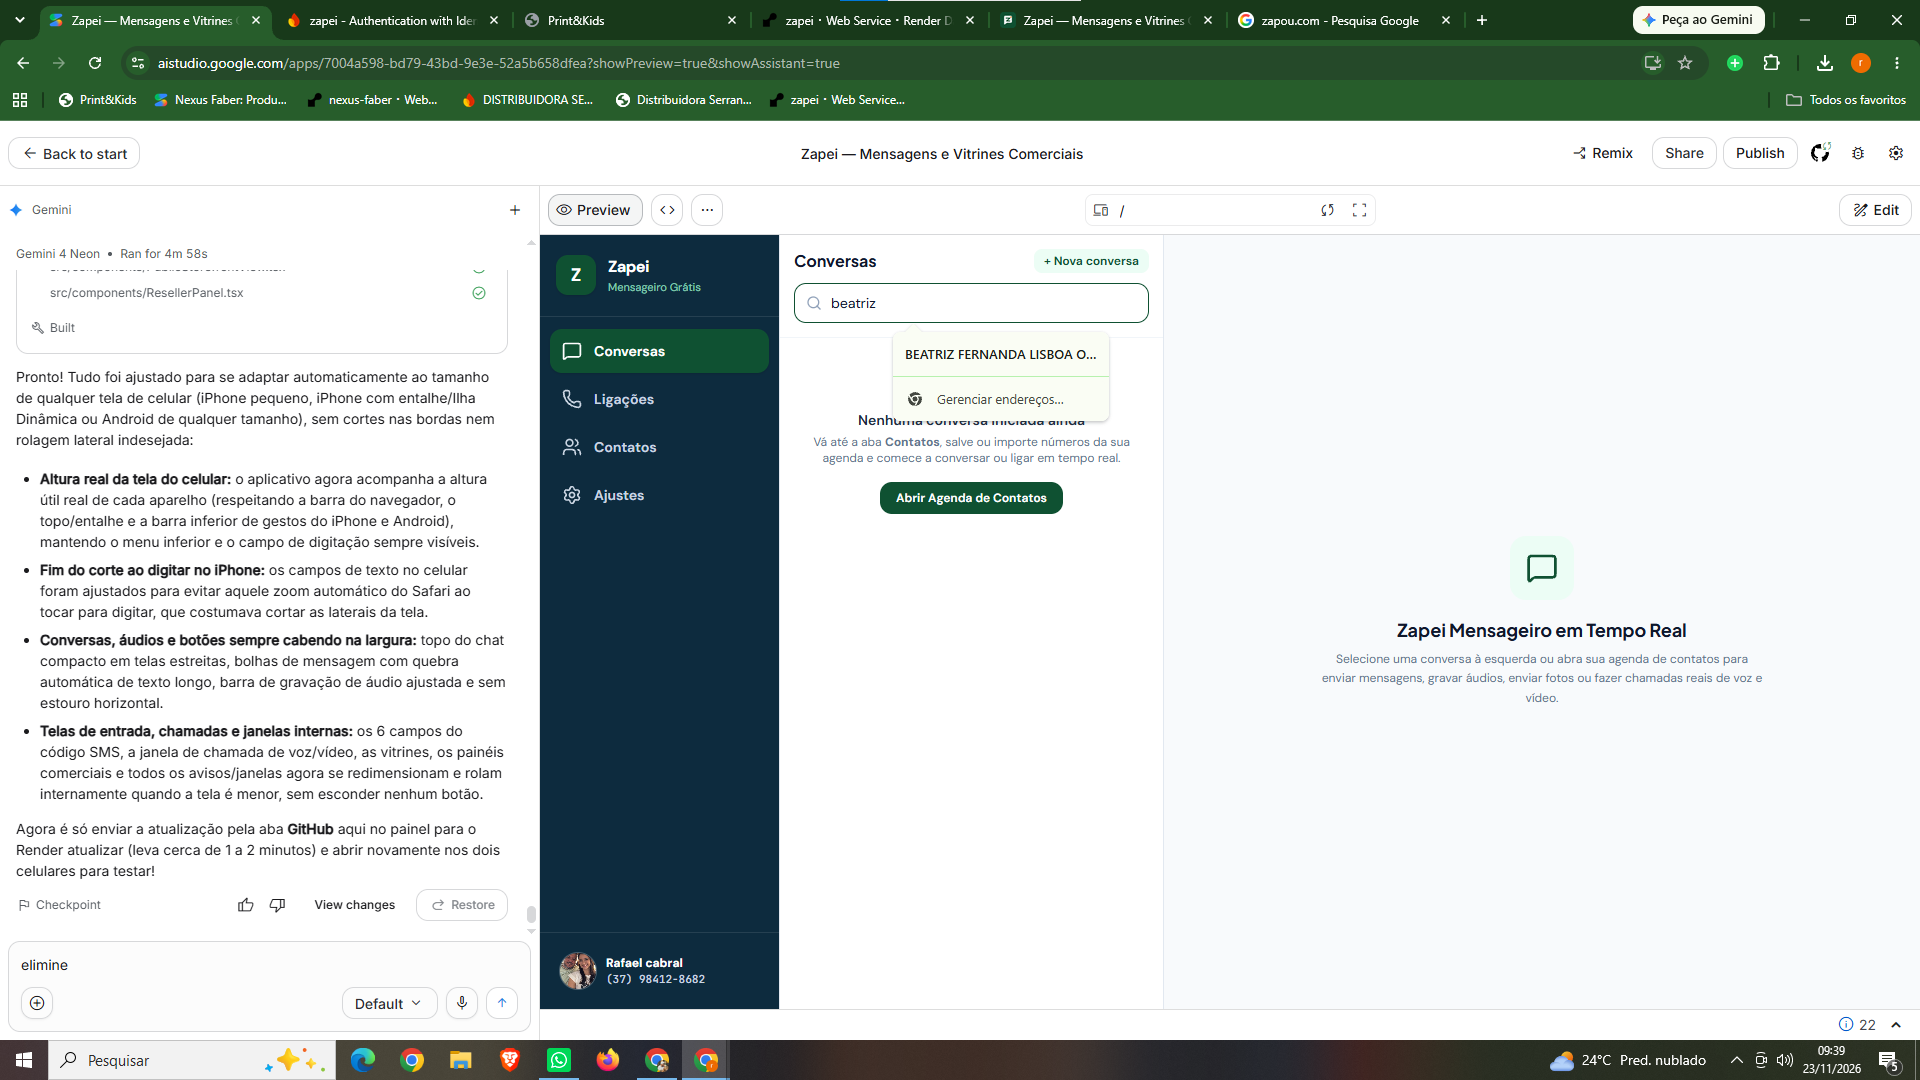 Zapei — Mensagens e Vitrines C
zapei - Authentication with Iden
Print&Kids
zapei・Web Service・Render D
Zapei — Mensagens e Vitrines C
zapou.com - Pesquisa Google
Peça ao Gemini
aistudio.google.com/apps/7004a598-bd79-43bd-9e3e-52a5b658dfea?showPreview=true&showAssistant=true
r
Print&Kids
Nexus Faber: Produ...
nexus-faber・Web...
DISTRIBUIDORA SE...
Distribuidora Serran...
zapei・Web Service...
Todos os favoritos
Back to start
Zapei — Mensagens e Vitrines Comerciais
Remix
Share
Publish
Gemini
Preview
/
Edit
Gemini 4 Neon • Ran for 4m 58s
src/components/ResellerPanel.tsx
Built
Pronto! Tudo foi ajustado para se adaptar automaticamente ao tamanho
de qualquer tela de celular (iPhone pequeno, iPhone com entalhe/Ilha
Dinâmica ou Android de qualquer tamanho), sem cortes nas bordas nem
rolagem lateral indesejada:
• Altura real da tela do celular: o aplicativo agora acompanha a altura
útil real de cada aparelho (respeitando a barra do navegador, o
topo/entalhe e a barra inferior de gestos do iPhone e Android),
mantendo o menu inferior e o campo de digitação sempre visíveis.
• Fim do corte ao digitar no iPhone: os campos de texto no celular
foram ajustados para evitar aquele zoom automático do Safari ao
tocar para digitar, que costumava cortar as laterais da tela.
• Conversas, áudios e botões sempre cabendo na largura: topo do chat
compacto em telas estreitas, bolhas de mensagem com quebra
automática de texto longo, barra de gravação de áudio ajustada e sem
estouro horizontal.
• Telas de entrada, chamadas e janelas internas: os 6 campos do
código SMS, a janela de chamada de voz/vídeo, as vitrines, os painéis
comerciais e todos os avisos/janelas agora se redimensionam e rolam
internamente quando a tela é menor, sem esconder nenhum botão.
Agora é só enviar a atualização pela aba GitHub aqui no painel para o
Render atualizar (leva cerca de 1 a 2 minutos) e abrir novamente nos dois
celulares para testar!
Checkpoint
View changes
Restore
elimine
Default
Z
Zapei
Mensageiro Grátis
Conversas
Ligações
Contatos
Ajustes
Rafael cabral
(37) 98412-8682
Conversas
+ Nova conversa
beatriz
BEATRIZ FERNANDA LISBOA O...
Gerenciar endereços...
Nenhuma conversa iniciada ainda
Vá até a aba Contatos, salve ou importe números da sua
agenda e comece a conversar ou ligar em tempo real.
Abrir Agenda de Contatos
Zapei Mensageiro em Tempo Real
Selecione uma conversa à esquerda ou abra sua agenda de contatos para
enviar mensagens, gravar áudios, enviar fotos ou fazer chamadas reais de voz e
vídeo.
22
Pesquisar
24°C Pred. nublado
09:39
23/11/2026
5